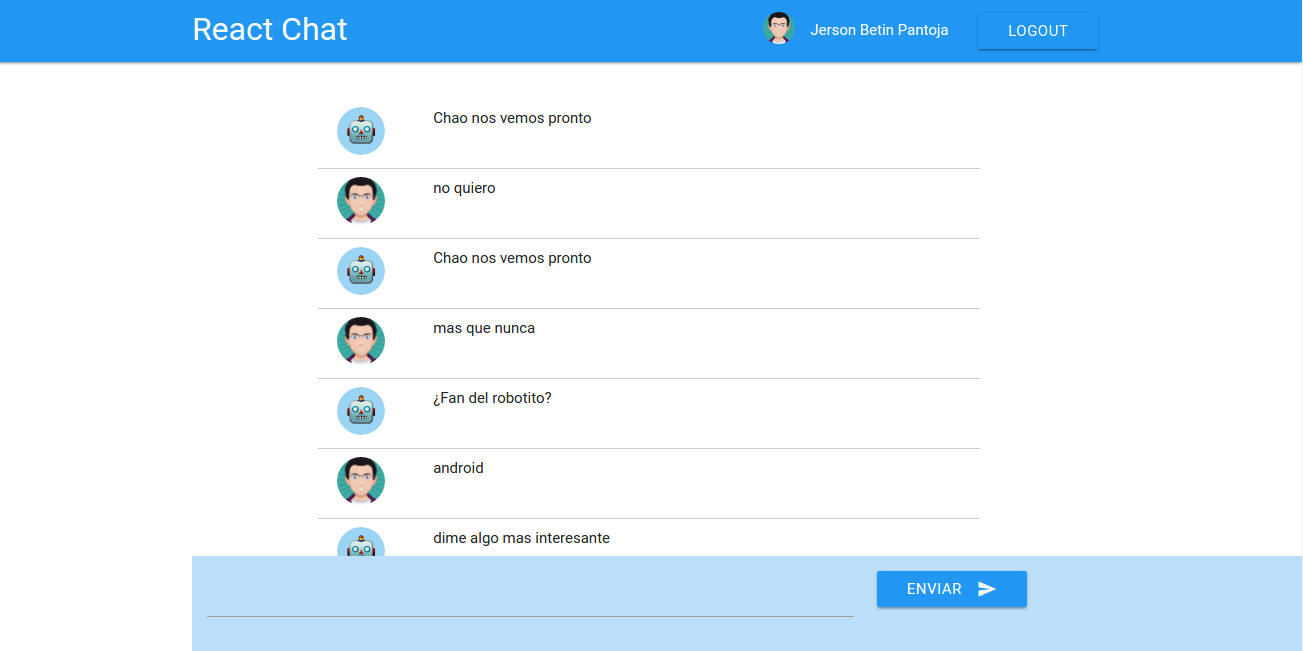 React Chat
Jerson Betin Pantoja
LOGOUT
Chao nos vemos pronto
no quiero
Chao nos vemos pronto
mas que nunca
¿Fan del robotito?
android
dime algo mas interesante
ENVIAR